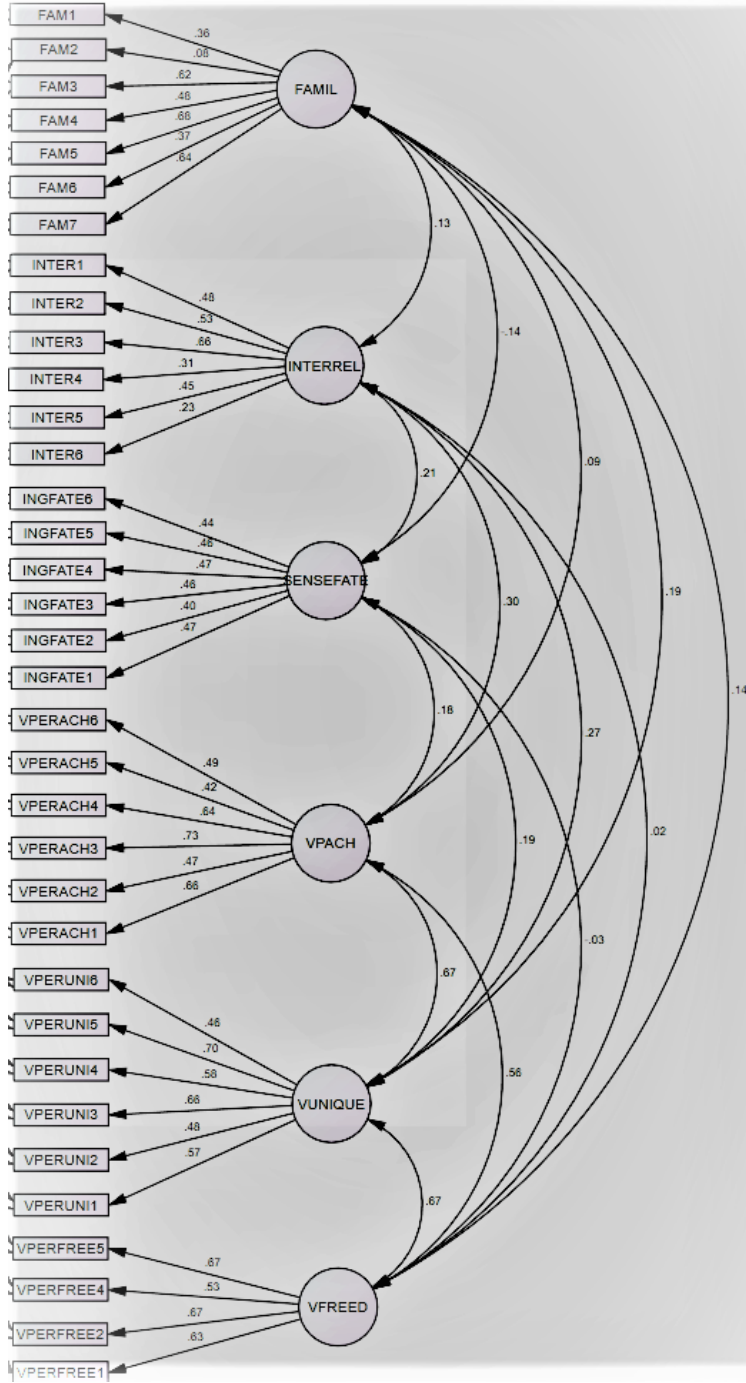 FAM1
.36
FAM2
.08
FAM3
.62
FAMIL
FAM4
.48
FAM5
.68
FAM6
.37
.64
FAM7
.13
INTER1
.48
INTER2
.53
INTER3
.66
-.14
INTERREL
INTER4
.31
INTER5
.45
INTER6
.23
.09
.21
INGFATE6
.44
INGFATE5
.46
INGFATE4
.47
SENSEFATE
INGFATE3
.46
.30
.19
INGFATE2
.40
INGFATE1
.47
.14
.18
VPERACH6
.49
.27
VPERACH5
.42
VPERACH4
.64
VPERACH3
.73
VPACH
.19
.02
VPERACH2
.47
VPERACH1
.66
.67
-.03
VPERUNI6
.46
VPERUNI5
.70
VPERUNI4
.58
.56
VPERUNI3
.66
VUNIQUE
VPERUNI2
.48
VPERUNI1
.57
.67
VPERFREE5
.67
VPERFREE4
.53
VFREED
VPERFREE2
.67
.63
VPERFREE1